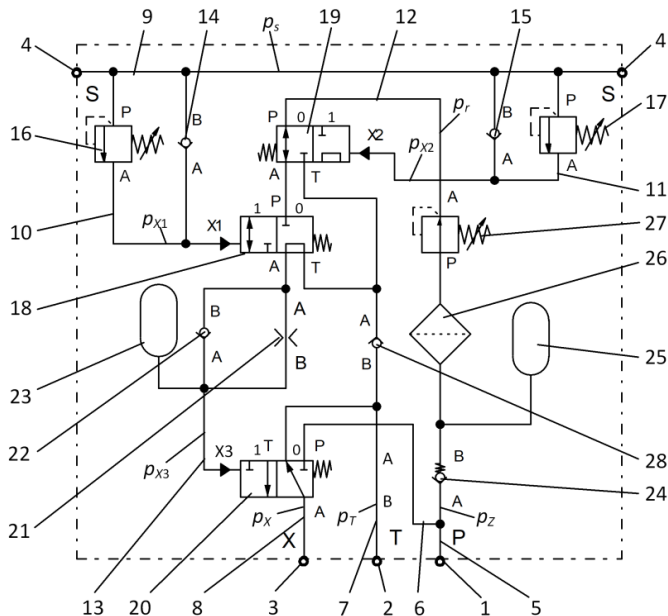 9 14 p_s 12 19 15
4 4
S S
17
P B P B P
16 0 1 p_r
X2
A A A T p_X2 A A
10 11
p_X1 X1 P A
1 0 27
18 A T P
26
B A A
23 25
A B B
22 28
X3 T P B
1 0 24
p_X3 A A
21 p_X A p_T B p_Z
X T P
13 20 8 3 7 2 6 1 5